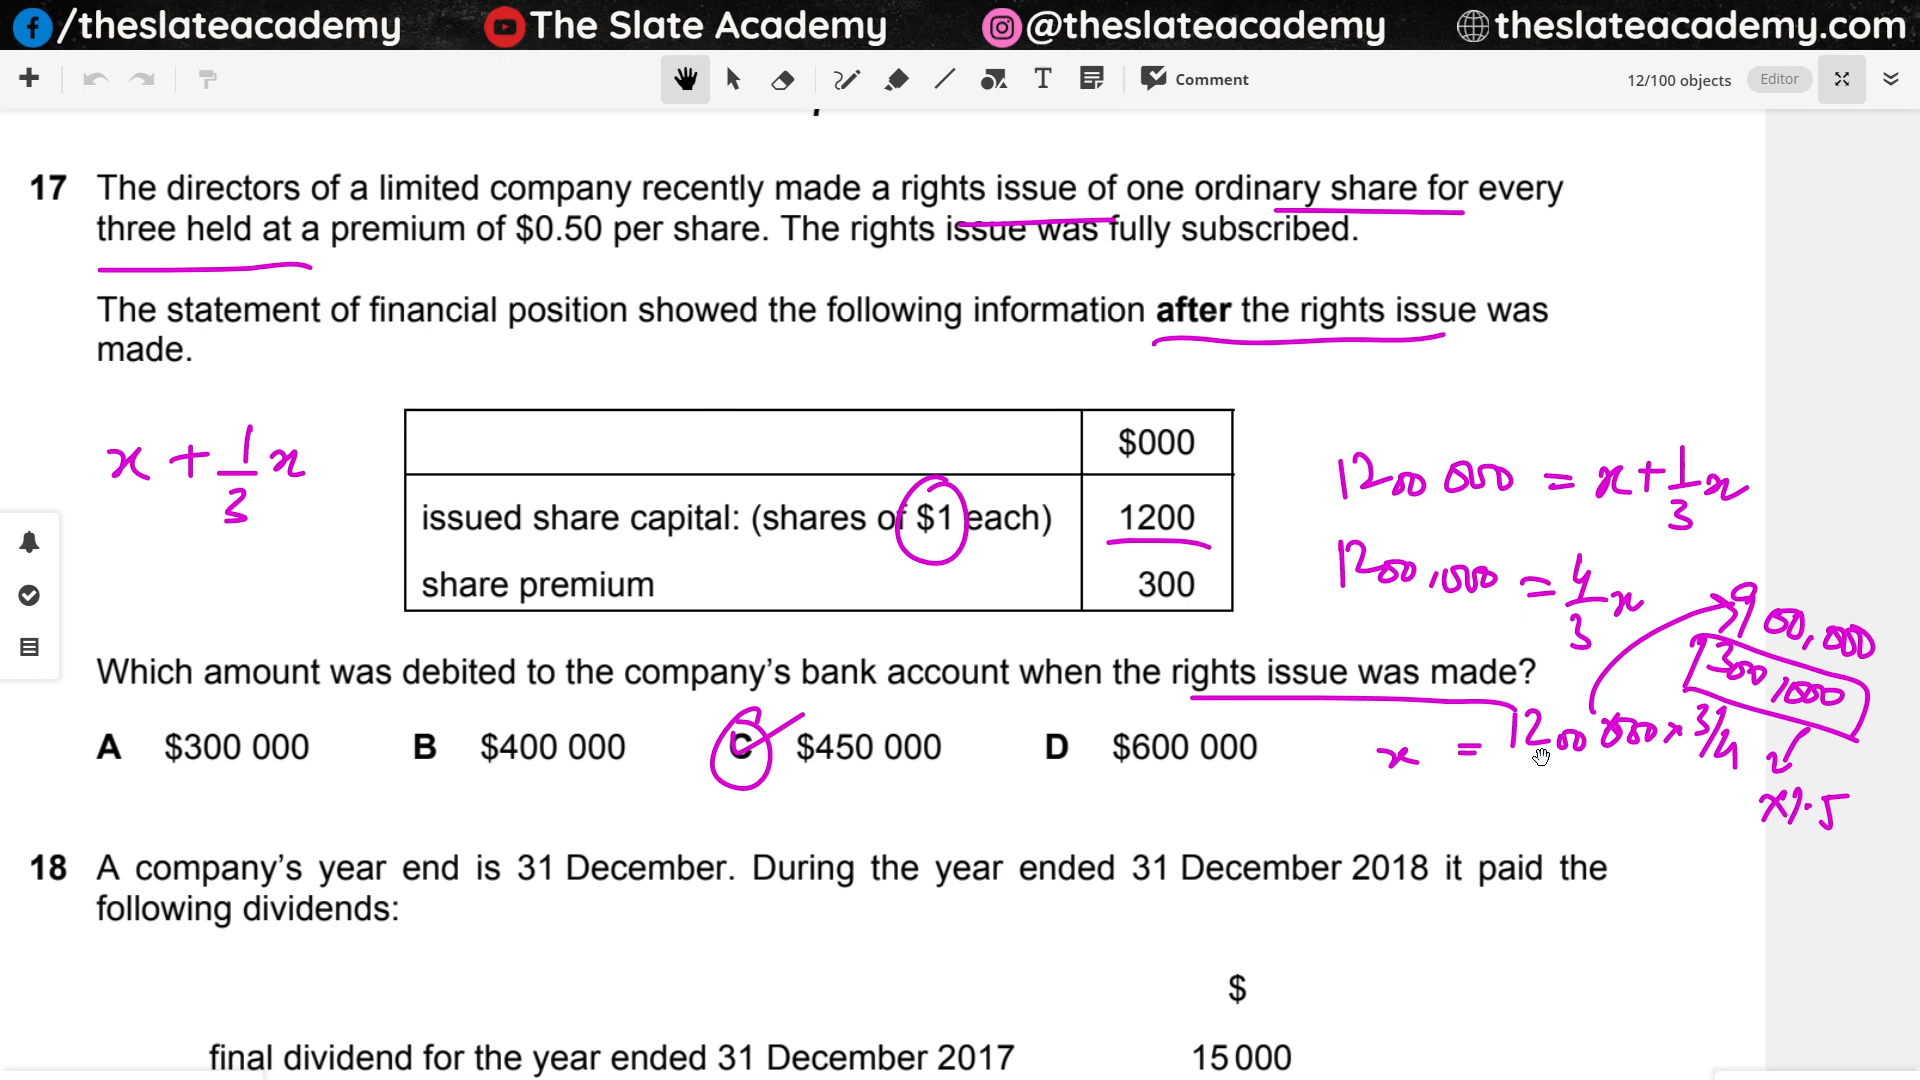 /theslateacademy The Slate Academy @theslateacademy theslateacademy.com
Comment 12/100 objects Editor
17 The directors of a limited company recently made a rights issue of one ordinary share for every
three held at a premium of $0.50 per share. The rights issue was fully subscribed.
The statement of financial position showed the following information after the rights issue was
made.
x + 1/3 x
$000
issued share capital: (shares of $1 each) 1200
share premium 300
1200 000 = x + 1/3 x
1200,000 = 4/3 x
900,000
300,000
x = 1200 000 x 3/4
x1.5
Which amount was debited to the company's bank account when the rights issue was made?
A $300 000 B $400 000 C $450 000 D $600 000
18 A company's year end is 31 December. During the year ended 31 December 2018 it paid the
following dividends:
$
final dividend for the year ended 31 December 2017 15 000